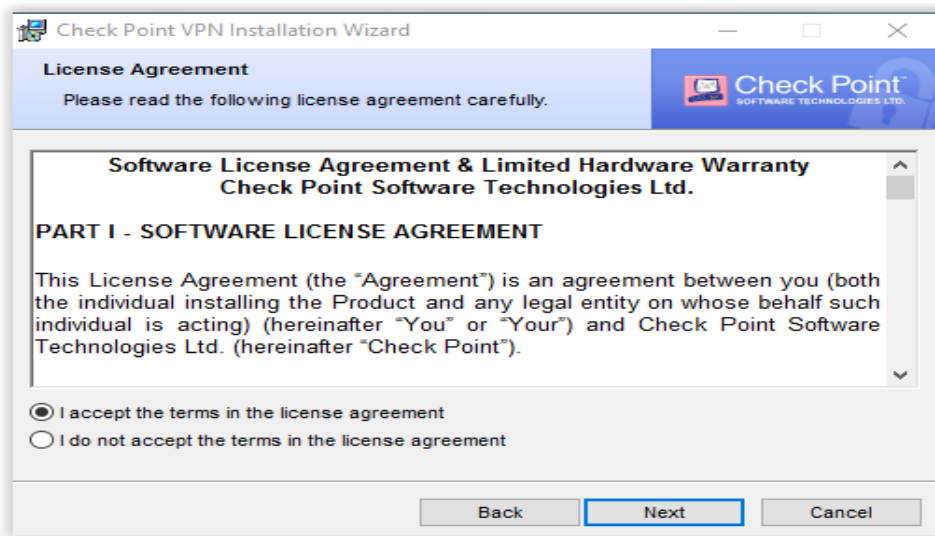 Check Point VPN Installation Wizard
License Agreement
Please read the following license agreement carefully.
Check Point™
SOFTWARE TECHNOLOGIES LTD.
Software License Agreement & Limited Hardware Warranty
Check Point Software Technologies Ltd.
PART I - SOFTWARE LICENSE AGREEMENT
This License Agreement (the “Agreement”) is an agreement between you (both
the individual installing the Product and any legal entity on whose behalf such
individual is acting) (hereinafter “You” or “Your”) and Check Point Software
Technologies Ltd. (hereinafter “Check Point”).
I accept the terms in the license agreement
I do not accept the terms in the license agreement
Back
Next
Cancel